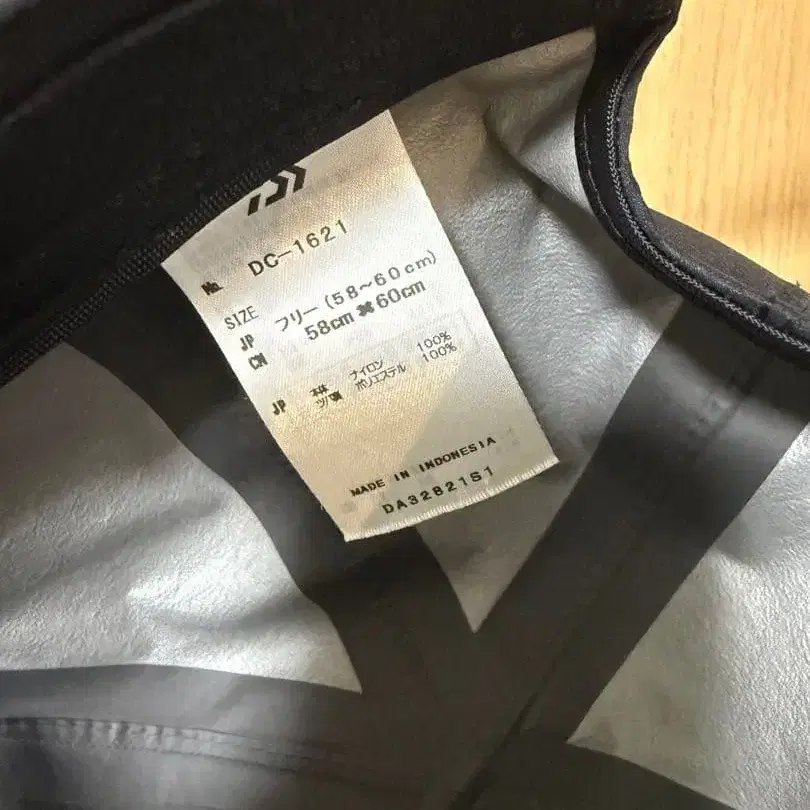 No. DC-1621
SIZE
JP フリー(58~60cm)
CN 58cm✖60cm
JP 本体 ナイロン 100%
ツバ裏 ポリエステル 100%
MADE IN INDONESIA
DA32821S1